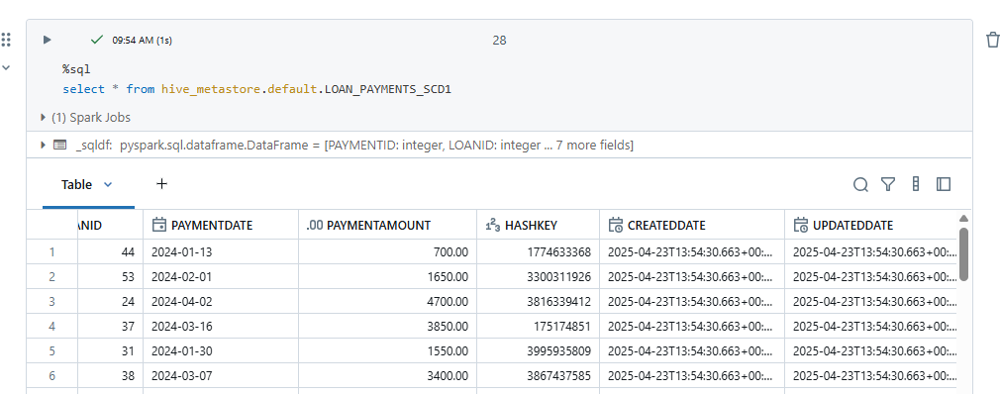 09:54 AM (1s)
28
%sql
select * from hive_metastore.default.LOAN_PAYMENTS_SCD1
(1) Spark Jobs
_sqldf: pyspark.sql.dataframe.DataFrame = [PAYMENTID: integer, LOANID: integer ... 7 more fields]
Table +
ANID PAYMENTDATE .00 PAYMENTAMOUNT 123 HASHKEY CREATEDDATE UPDATEDDATE
1 44 2024-01-13 700.00 1774633368 2025-04-23T13:54:30.663+00:... 2025-04-23T13:54:30.663+00:...
2 53 2024-02-01 1650.00 3300311926 2025-04-23T13:54:30.663+00:... 2025-04-23T13:54:30.663+00:...
3 24 2024-04-02 4700.00 3816339412 2025-04-23T13:54:30.663+00:... 2025-04-23T13:54:30.663+00:...
4 37 2024-03-16 3850.00 175174851 2025-04-23T13:54:30.663+00:... 2025-04-23T13:54:30.663+00:...
5 31 2024-01-30 1550.00 3995935809 2025-04-23T13:54:30.663+00:... 2025-04-23T13:54:30.663+00:...
6 38 2024-03-07 3400.00 3867437585 2025-04-23T13:54:30.663+00:... 2025-04-23T13:54:30.663+00:...